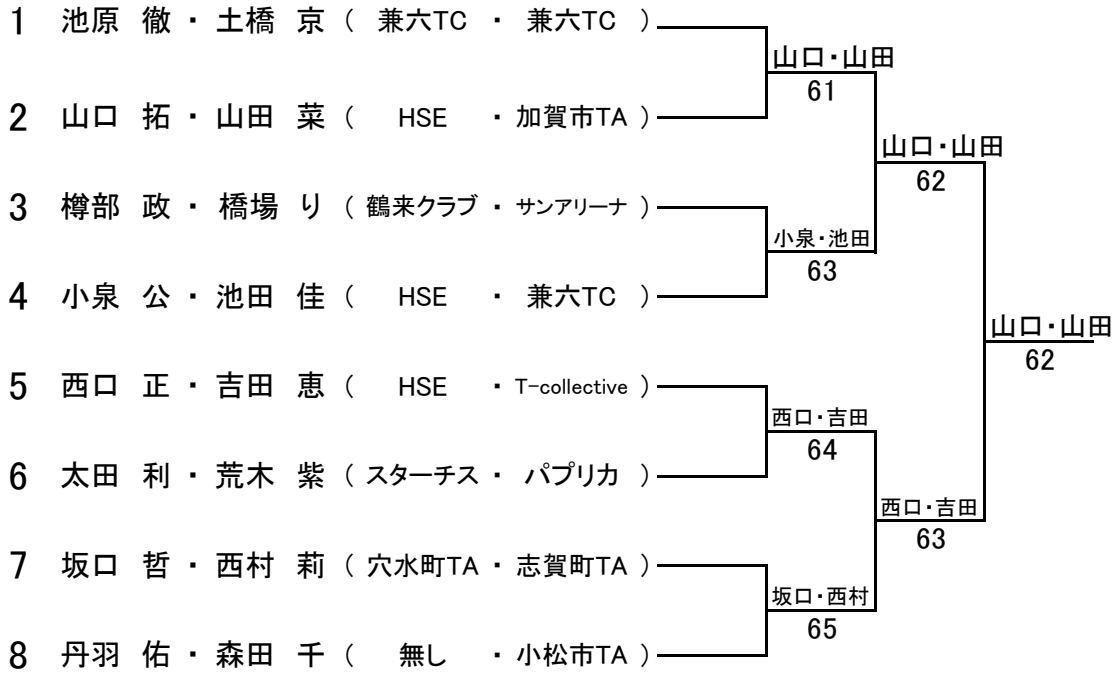 1 池原 徹 ・ 土橋 京 ( 兼六TC ・ 兼六TC )
山口・山田
61
2 山口 拓 ・ 山田 菜 ( HSE ・ 加賀市TA )
山口・山田
62
3 樽部 政 ・ 橋場 り ( 鶴来クラブ ・ サンアリーナ )
小泉・池田
63
4 小泉 公 ・ 池田 佳 ( HSE ・ 兼六TC )
山口・山田
62
5 西口 正 ・ 吉田 恵 ( HSE ・ T-collective )
西口・吉田
64
6 太田 利 ・ 荒木 紫 ( スターチス ・ パプリカ )
西口・吉田
63
7 坂口 哲 ・ 西村 莉 ( 穴水町TA ・ 志賀町TA )
坂口・西村
65
8 丹羽 佑 ・ 森田 千 ( 無し ・ 小松市TA )